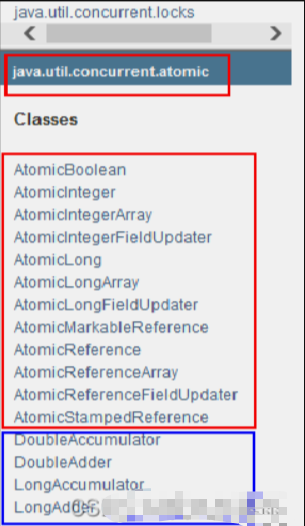 java.util.concurrent.locks
java.util.concurrent.atomic
Classes
AtomicBoolean
AtomicInteger
AtomicIntegerArray
AtomicIntegerFieldUpdater
AtomicLong
AtomicLongArray
AtomicLongFieldUpdater
AtomicMarkableReference
AtomicReference
AtomicReferenceArray
AtomicReferenceFieldUpdater
AtomicStampedReference
DoubleAccumulator
DoubleAdder
LongAccumulator
LongAdder